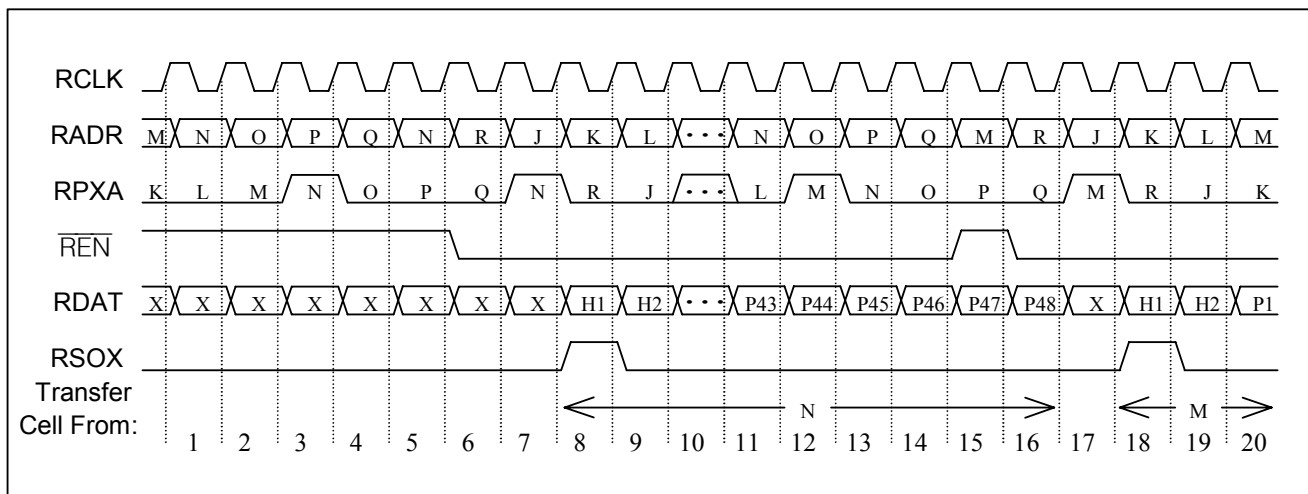 RCLK
RADR M N O P Q N R J K L ... N O P Q M R J K L M
RPXA K L M N O P Q N R J ... L M N O P Q M R J K
REN
RDAT X X X X X X X X H1 H2 ... P43 P44 P45 P46 P47 P48 X H1 H2 P1
RSOX
Transfer
Cell From: N M
1 2 3 4 5 6 7 8 9 10 11 12 13 14 15 16 17 18 19 20